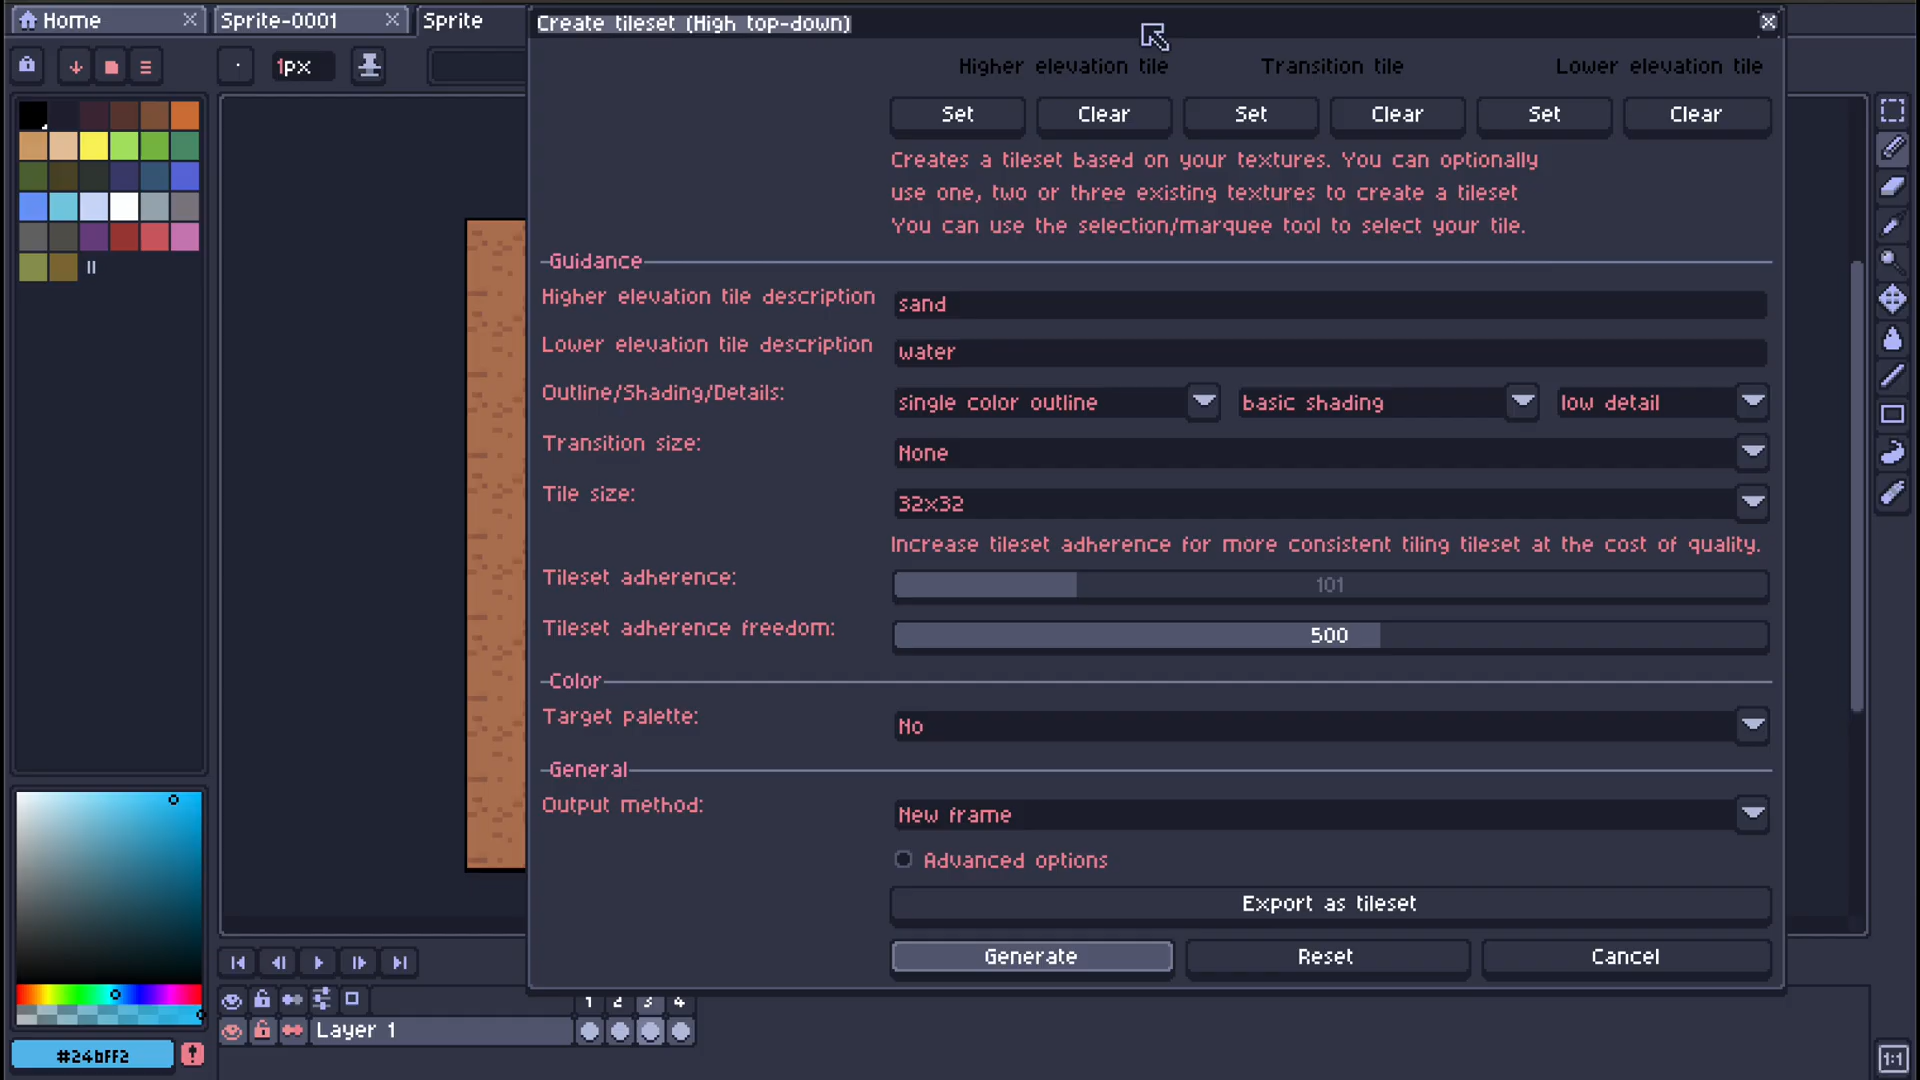 Home
Sprite-0001
Sprite
1px
Create tileset (High top-down)
Higher elevation tile
Transition tile
Lower elevation tile
Set
Clear
Set
Clear
Set
Clear
Creates a tileset based on your textures. You can optionally
use one, two or three existing textures to create a tileset
You can use the selection/marquee tool to select your tile.
Guidance
Higher elevation tile description
sand
Lower elevation tile description
water
Outline/Shading/Details:
single color outline
basic shading
low detail
Transition size:
None
Tile size:
32x32
Increase tileset adherence for more consistent tiling tileset at the cost of quality.
Tileset adherence:
101
Tileset adherence freedom:
500
Color
Target palette:
No
General
Output method:
New frame
Advanced options
Export as tileset
Generate
Reset
Cancel
1 2 3 4
Layer 1
#24bff2
1:1